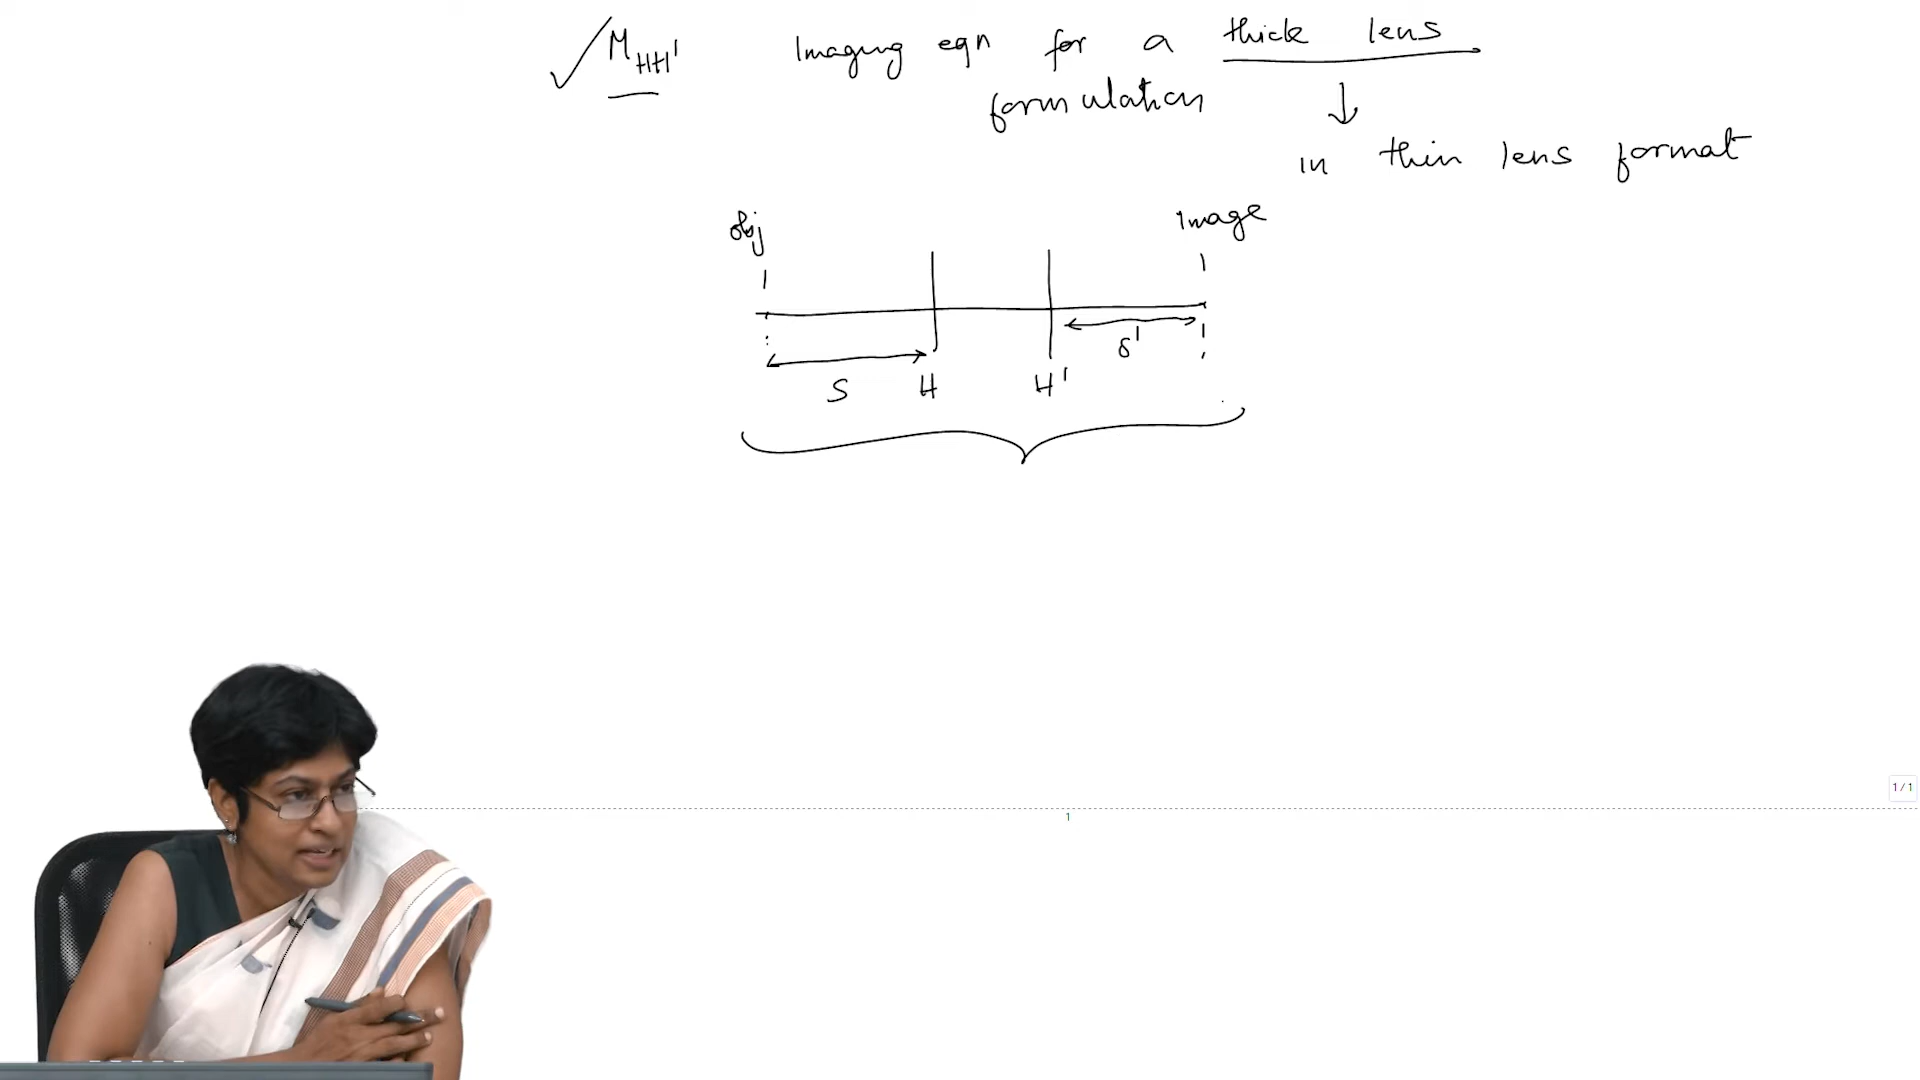 ✓M_HH' Imaging eqn for a thick lens
formulation ↓
in thin lens format
obj Image
s'
S H H'
1/1
1